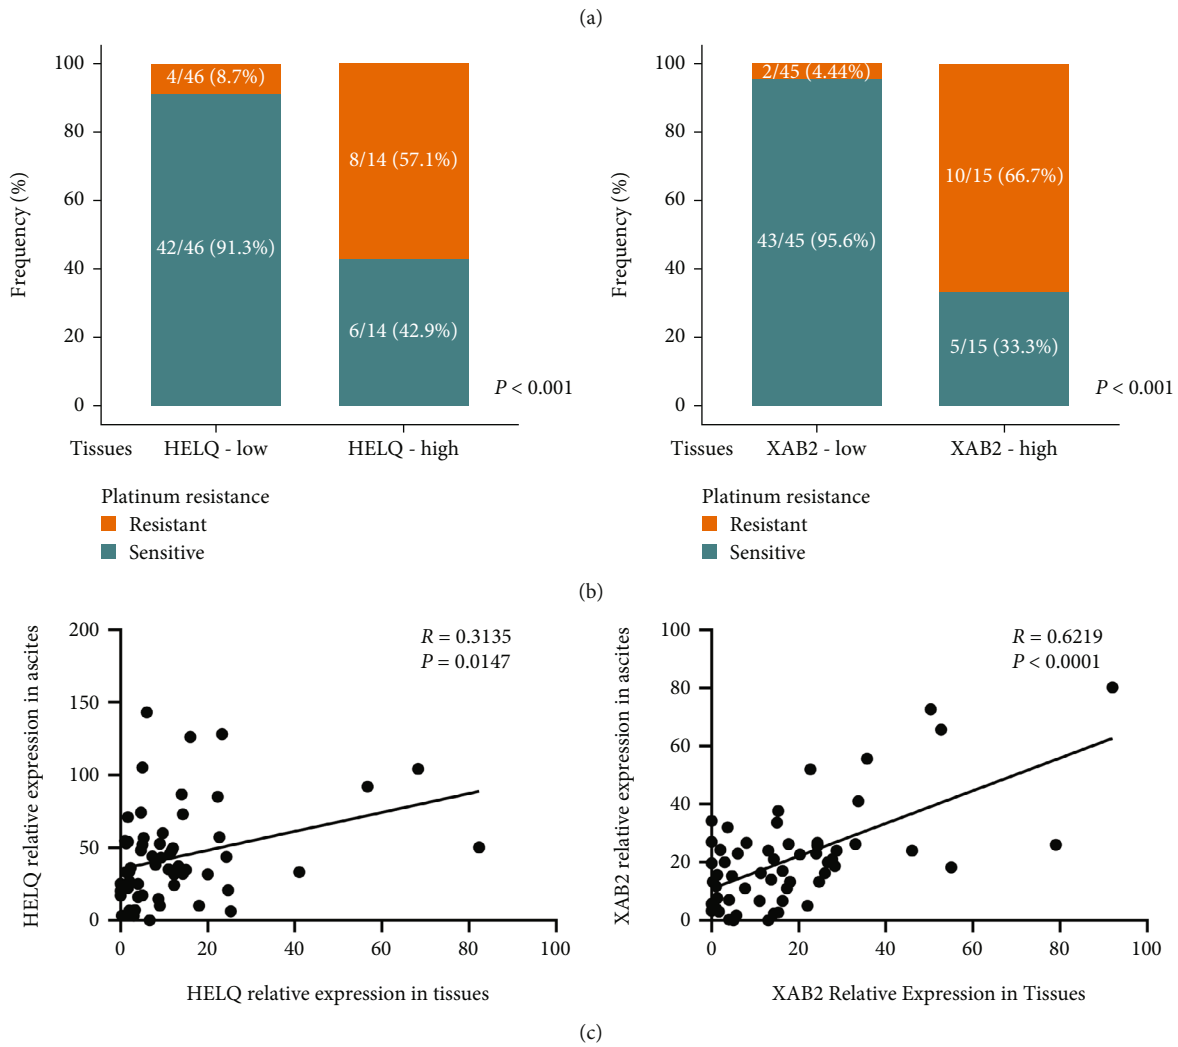 (a)
Frequency (%)
100
80
60
40
20
0
4/46 (8.7%)
42/46 (91.3%)
8/14 (57.1%)
6/14 (42.9%)
P < 0.001
Tissues HELQ - low HELQ - high
Platinum resistance
Resistant
Sensitive
Frequency (%)
100
80
60
40
20
0
2/45 (4.44%)
43/45 (95.6%)
10/15 (66.7%)
5/15 (33.3%)
P < 0.001
Tissues XAB2 - low XAB2 - high
Platinum resistance
Resistant
Sensitive
(b)
HELQ relative expression in ascites
200
150
100
50
0
R = 0.3135
P = 0.0147
0 20 40 60 80 100
HELQ relative expression in tissues
XAB2 relative expression in ascites
100
80
60
40
20
0
R = 0.6219
P < 0.0001
0 20 40 60 80 100
XAB2 Relative Expression in Tissues
(c)